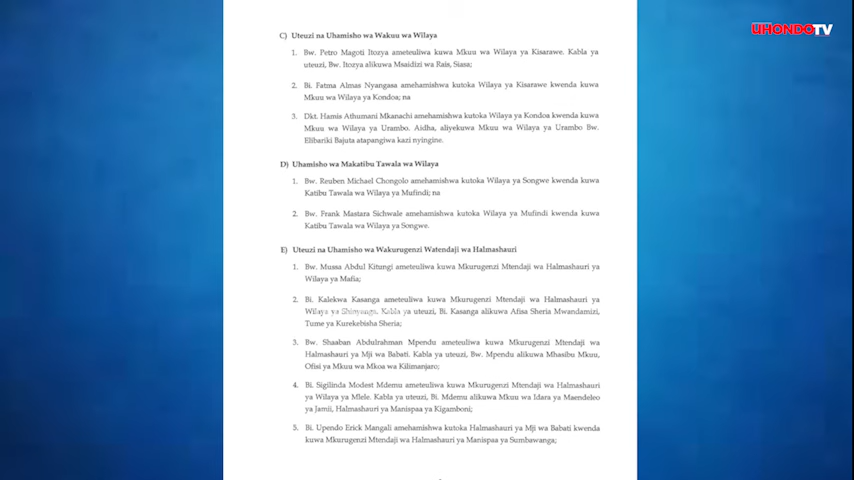 UHONDOTV
C) Uteuzi na Uhamisho wa Wakuu wa Wilaya
1. Bw. Petro Magoti Itozya ameteuliwa kuwa Mkuu wa Wilaya ya Kisarawe. Kabla ya
uteuzi, Bw. Itozya alikuwa Msaidizi wa Rais, Siasa;
2. Bi. Fatma Almas Nyangasa amehamishwa kutoka Wilaya ya Kisarawe kwenda kuwa
Mkuu wa Wilaya ya Kondoa; na
3. Dkt. Hamis Athumani Mkanachi amehamishwa kutoka Wilaya ya Kondoa kwenda kuwa
Mkuu wa Wilaya ya Urambo. Aidha, aliyekuwa Mkuu wa Wilaya ya Urambo Bw.
Elibariki Bajuta atapangiwa kazi nyingine.
D) Uhamisho wa Makatibu Tawala wa Wilaya
1. Bw. Reuben Michael Chongolo amehamishwa kutoka Wilaya ya Songwe kwenda kuwa
Katibu Tawala wa Wilaya ya Mufindi; na
2. Bw. Frank Mastara Sichwale amehamishwa kutoka Wilaya ya Mufindi kwenda kuwa
Katibu Tawala wa Wilaya ya Songwe.
E) Uteuzi na Uhamisho wa Wakurugenzi Watendaji wa Halmashauri
1. Bw. Mussa Abdul Kitungi ameteuliwa kuwa Mkurugenzi Mtendaji wa Halmashauri ya
Wilaya ya Mafia;
2. Bi. Kalekwa Kasanga ameteuliwa kuwa Mkurugenzi Mtendaji wa Halmashauri ya
Wilaya ya Shinyanga. Kabla ya uteuzi, Bi. Kasanga alikuwa Afisa Sheria Mwandamizi,
Tume ya Kurekebisha Sheria;
3. Bw. Shaaban Abdulrahman Mpendu ameteuliwa kuwa Mkurugenzi Mtendaji wa
Halmashauri ya Mji wa Babati. Kabla ya uteuzi, Bw. Mpendu alikuwa Mhasibu Mkuu,
Ofisi ya Mkuu wa Mkoa wa Kilimanjaro;
4. Bi. Sigilinda Modest Mdemu ameteuliwa kuwa Mkurugenzi Mtendaji wa Halmashauri
ya Wilaya ya Mlele. Kabla ya uteuzi, Bi. Mdemu alikuwa Mkuu wa Idara ya Maendeleo
ya Jamii, Halmashauri ya Manispaa ya Kigamboni;
5. Bi. Upendo Erick Mangali amehamishwa kutoka Halmashauri ya Mji wa Babati kwenda
kuwa Mkurugenzi Mtendaji wa Halmashauri ya Manispaa ya Sumbawanga;